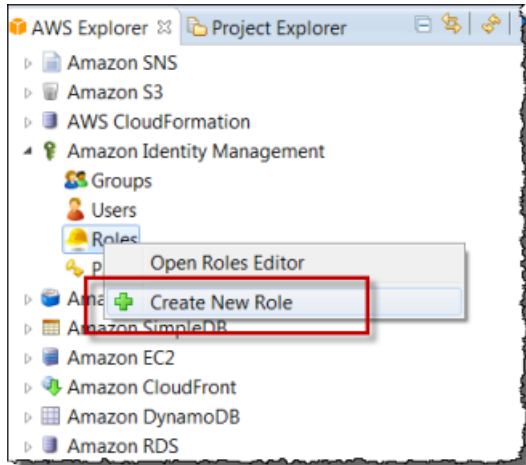 AWS Explorer Project Explorer
Amazon SNS
Amazon S3
AWS CloudFormation
Amazon Identity Management
Groups
Users
Roles
Open Roles Editor
P
Ama
Create New Role
Amazon SimpleDB
Amazon EC2
Amazon CloudFront
Amazon DynamoDB
Amazon RDS